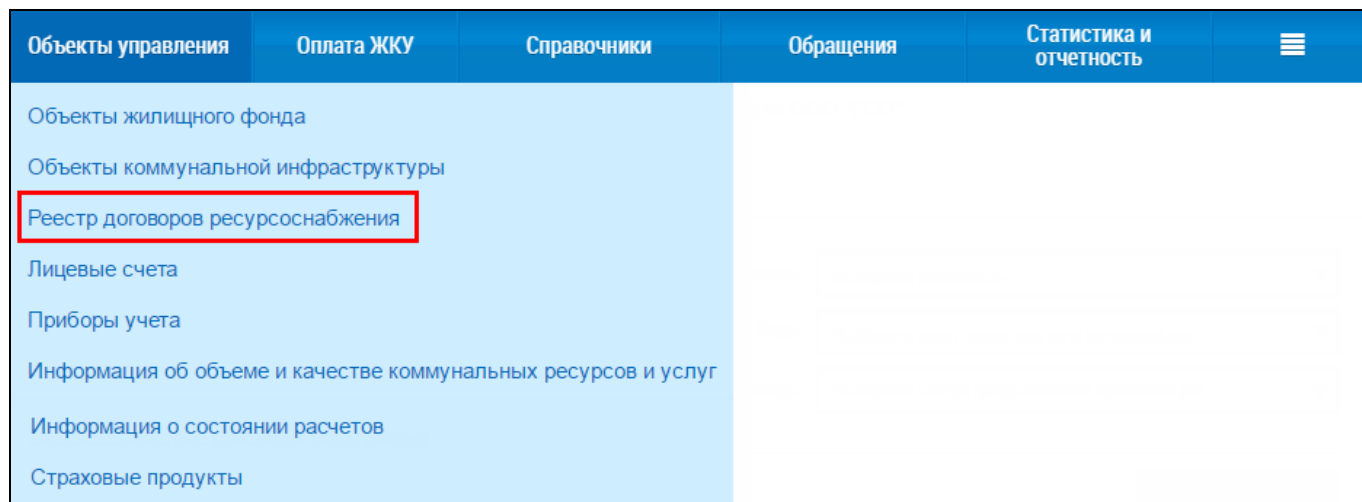 Объекты управления
Оплата ЖКУ
Справочники
Обращения
Статистика и
отчетность
Объекты жилищного фонда
Объекты коммунальной инфраструктуры
Реестр договоров ресурсоснабжения
Лицевые счета
Приборы учета
Информация об объеме и качестве коммунальных ресурсов и услуг
Информация о состоянии расчетов
Страховые продукты